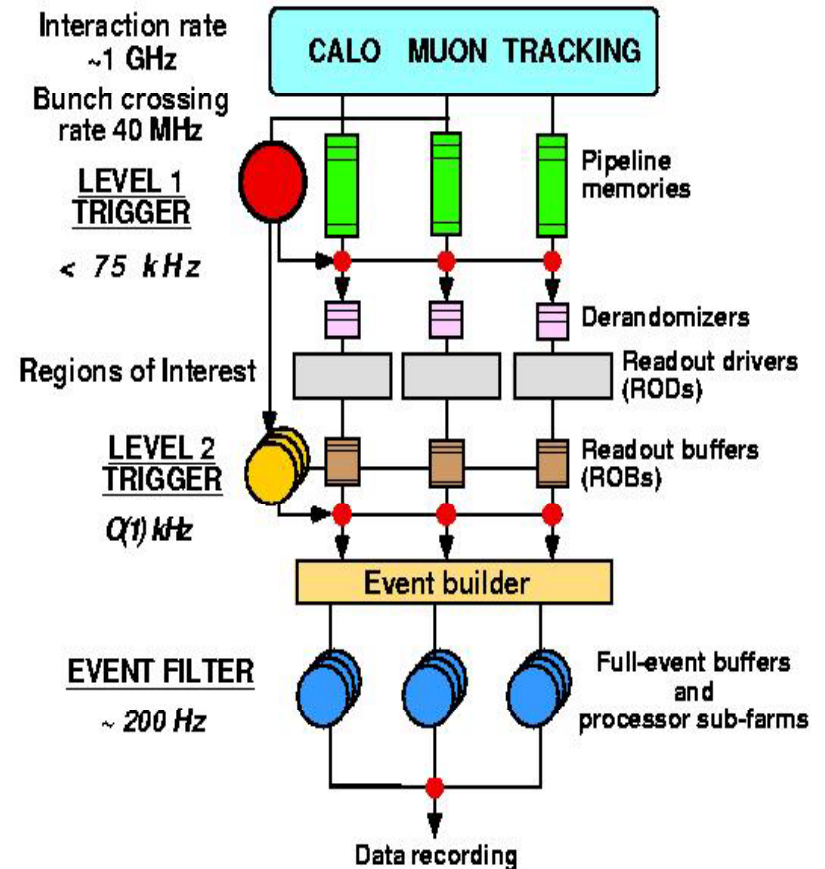 Interaction rate
~1 GHz
CALO MUON TRACKING
Bunch crossing
rate 40 MHz
LEVEL 1
TRIGGER
Pipeline
memories
< 75 kHz
Derandomizers
Regions of Interest
Readout drivers
(RODs)
LEVEL 2
TRIGGER
Readout buffers
(ROBs)
O(1) kHz
Event builder
EVENT FILTER
~ 200 Hz
Full-event buffers
and
processor sub-farms
Data recording